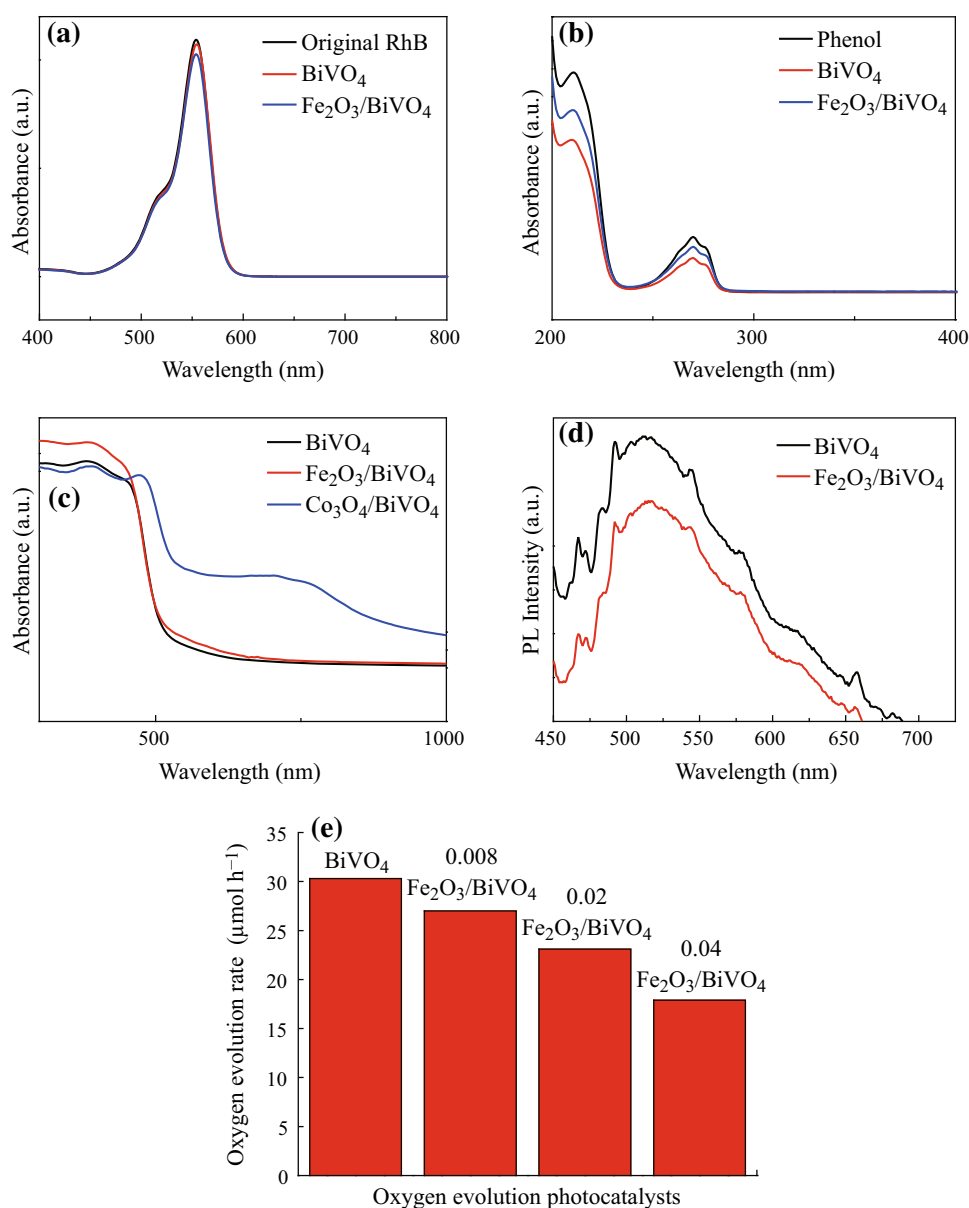 (a)
Original RhB
BiVO₄
Fe₂O₃/BiVO₄
Absorbance (a.u.)
400 500 600 700 800
Wavelength (nm)
(b)
Phenol
BiVO₄
Fe₂O₃/BiVO₄
Absorbance (a.u.)
200 300 400
Wavelength (nm)
(c)
BiVO₄
Fe₂O₃/BiVO₄
Co₃O₄/BiVO₄
Absorbance (a.u.)
500 1000
Wavelength (nm)
(d)
BiVO₄
Fe₂O₃/BiVO₄
PL Intensity (a.u.)
450 500 550 600 650 700
Wavelength (nm)
(e)
Oxygen evolution rate (μmol h⁻¹)
35
30
25
20
15
10
5
0
BiVO₄
0.008
Fe₂O₃/BiVO₄
0.02
Fe₂O₃/BiVO₄
0.04
Fe₂O₃/BiVO₄
Oxygen evolution photocatalysts